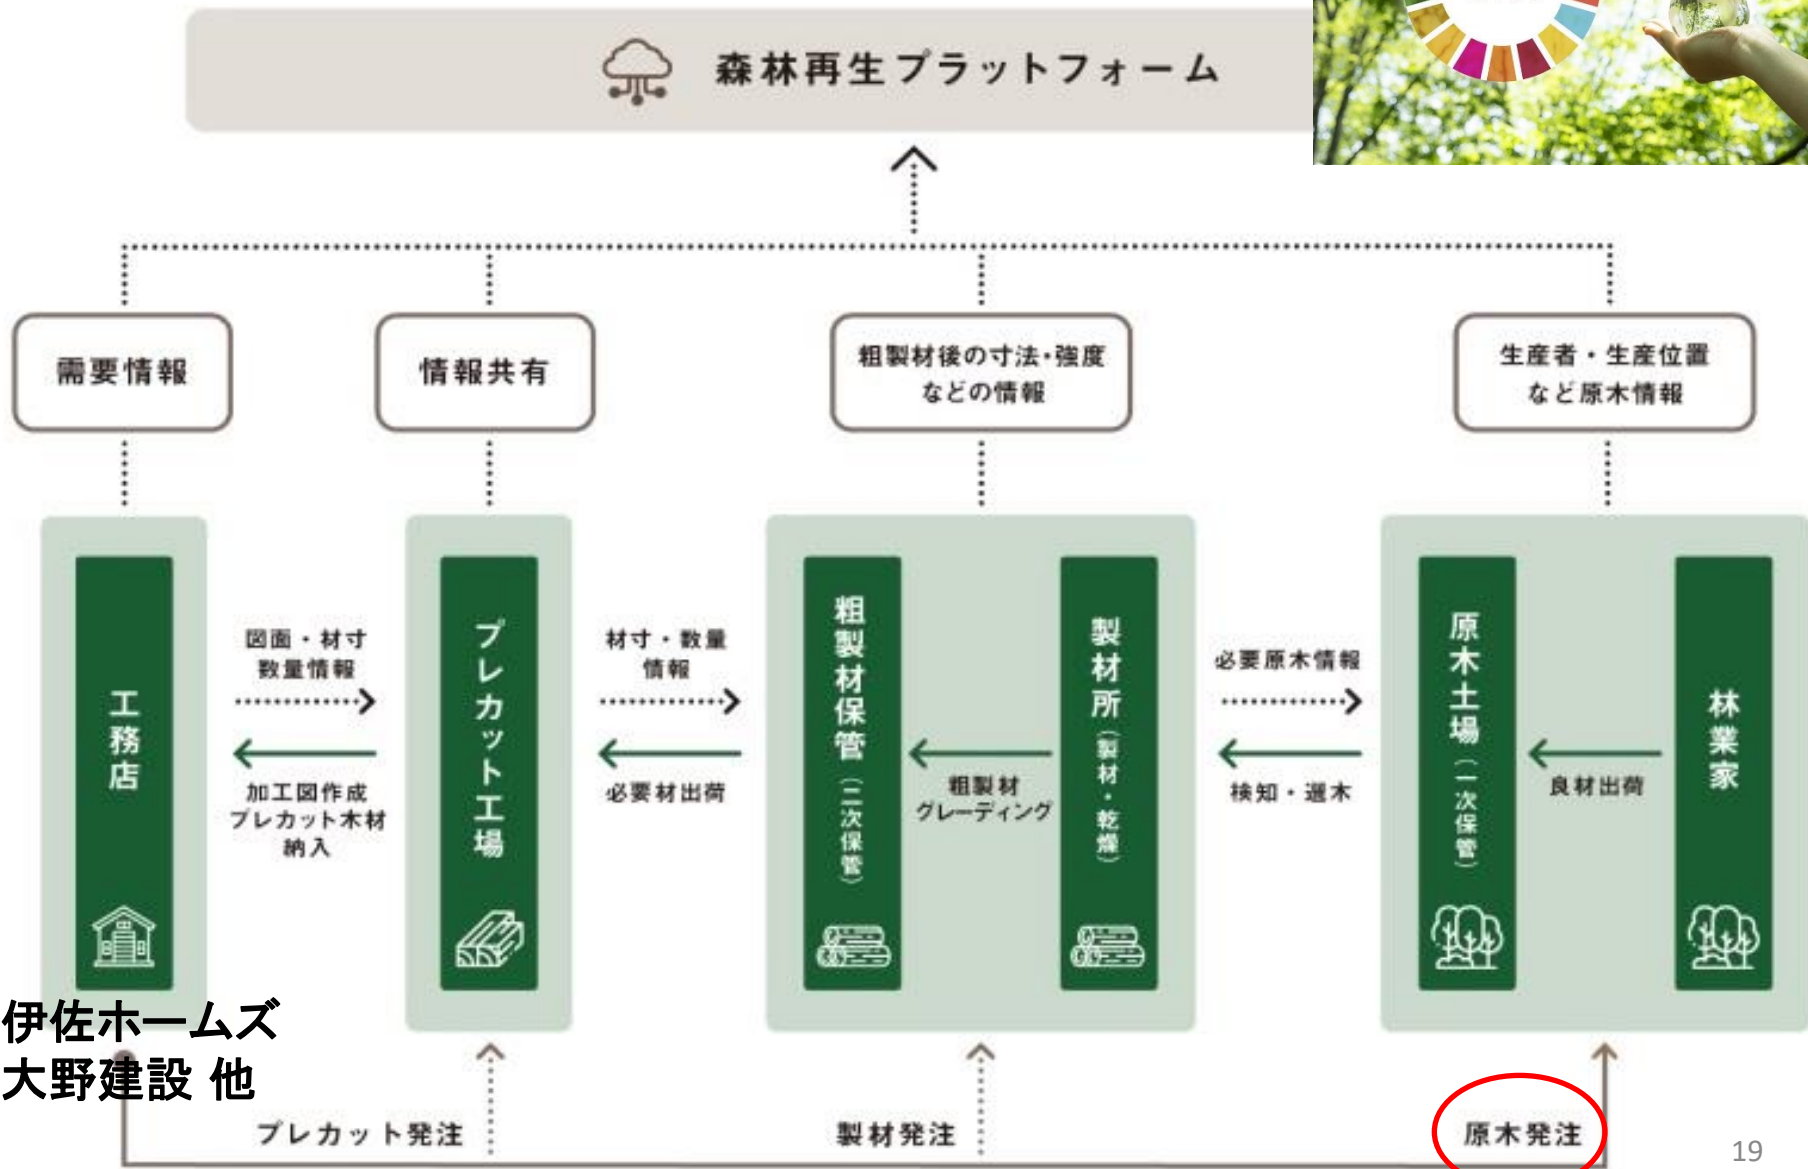 森林再生プラットフォーム
需要情報
情報共有
粗製材後の寸法・強度
などの情報
生産者・生産位置
など原木情報
工務店
図面・材寸
数量情報
加工図作成
プレカット木材
納入
プレカット工場
材寸・数量
情報
必要材出荷
粗製材保管(二次保管)
粗製材
グレーディング
製材所(製材・乾燥)
必要原木情報
検知・選木
原木土場(一次保管)
良材出荷
林業家
伊佐ホームズ
大野建設 他
プレカット発注
製材発注
原木発注
19